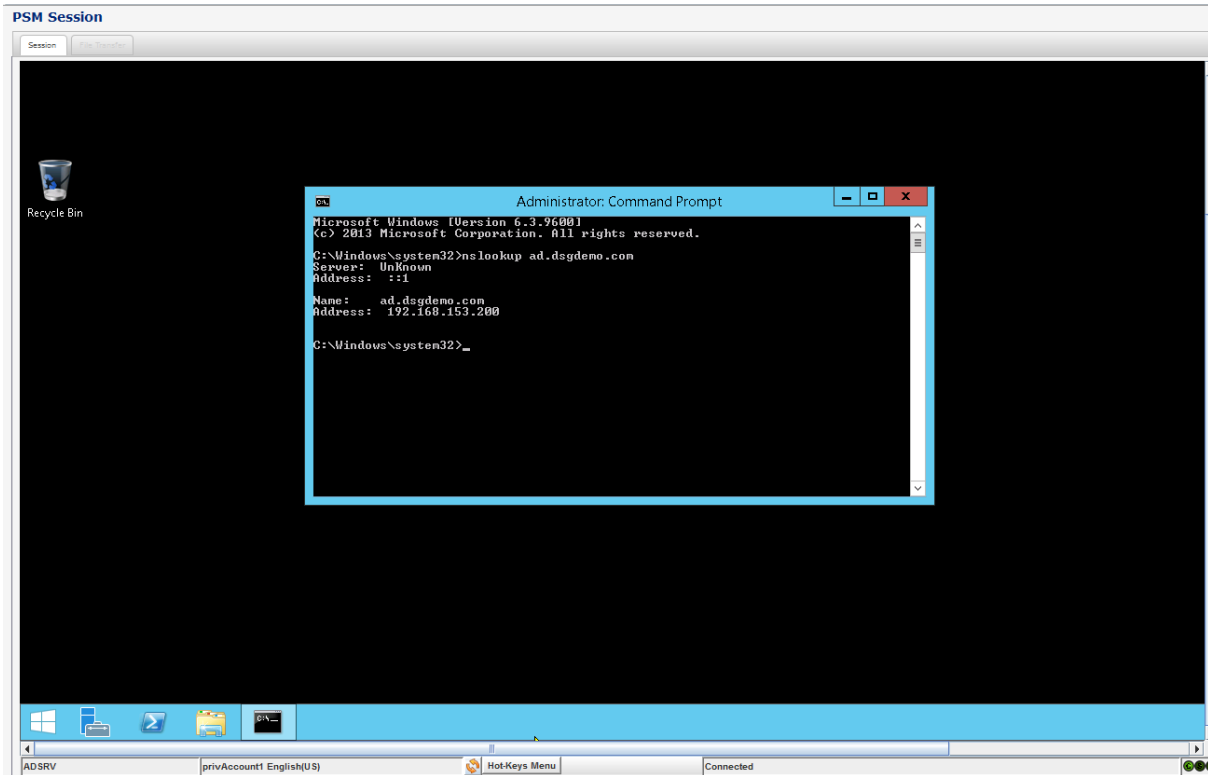 PSM Session
Session
File Transfer
Recycle Bin
Administrator: Command Prompt
Microsoft Windows [Version 6.3.9600]
(c) 2013 Microsoft Corporation. All rights reserved.
C:\Windows\system32>nslookup ad.dsgdemo.com
Server:  UnKnown
Address:  ::1
Name:    ad.dsgdemo.com
Address:  192.168.153.200
C:\Windows\system32>_
ADSRV
privAccount1 English(US)
Hot-Keys Menu
Connected